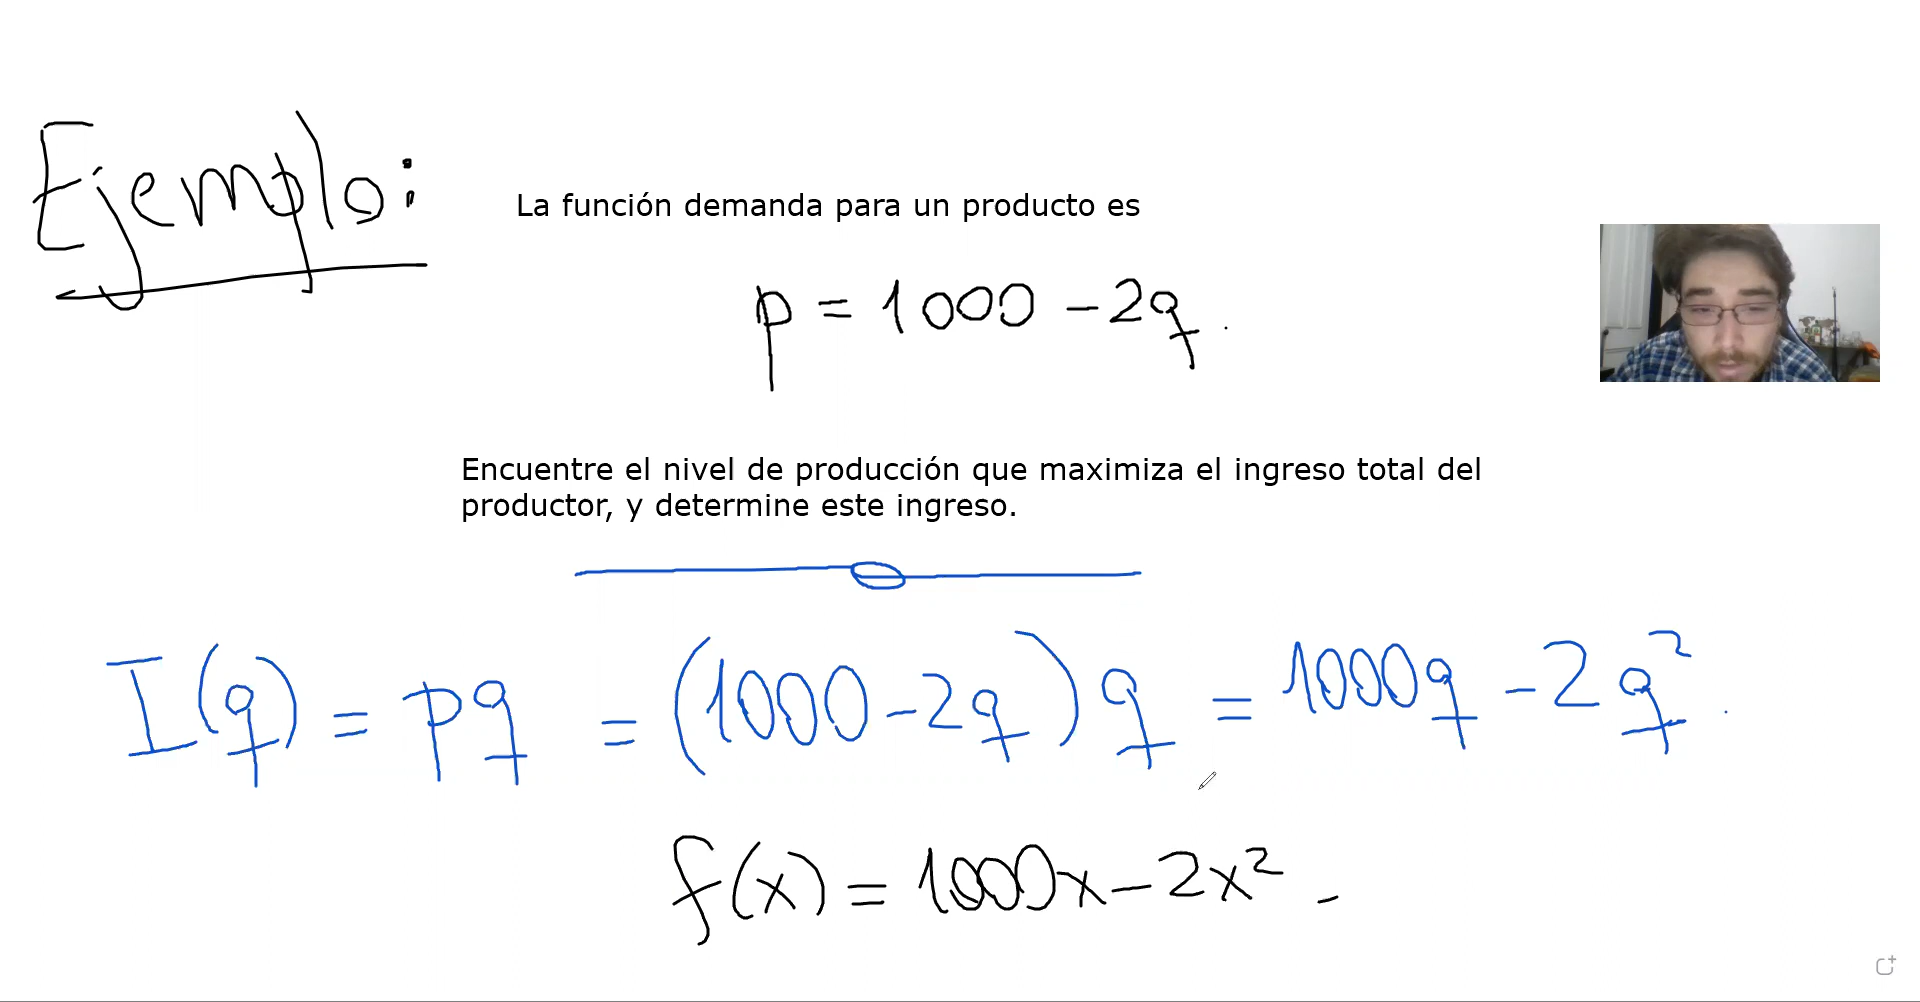 Ejemplo:
La función demanda para un producto es
p = 1000 - 2q.
Encuentre el nivel de producción que maximiza el ingreso total del
productor, y determine este ingreso.
I(q) = pq = (1000 - 2q)q = 1000q - 2q².
f(x) = 1000x - 2x² -